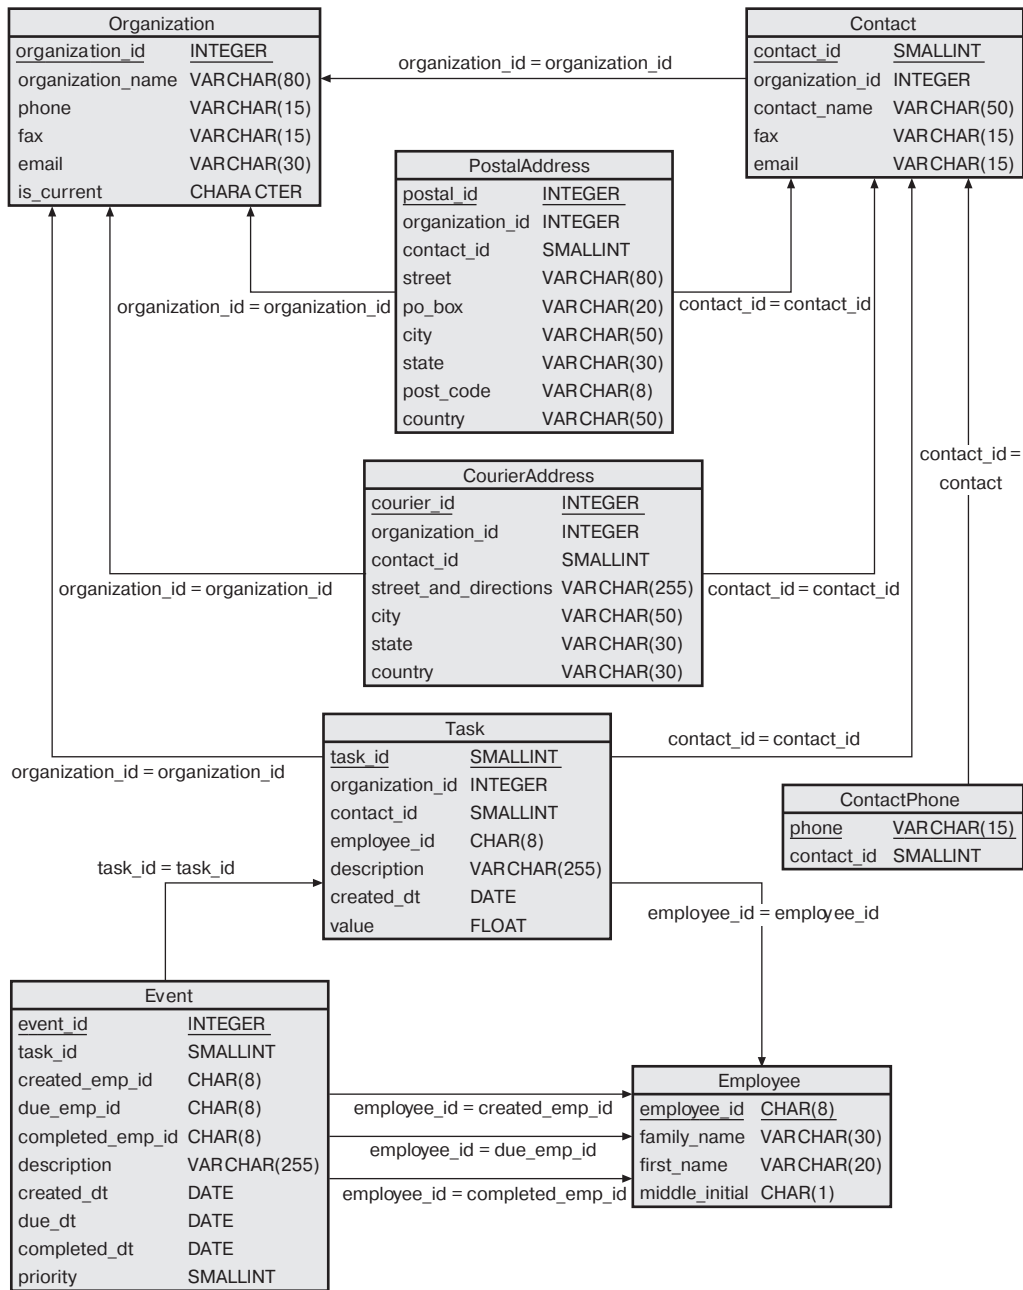 Organization
organization_id INTEGER
organization_name VARCHAR(80)
phone VARCHAR(15)
fax VARCHAR(15)
email VARCHAR(30)
is_current CHARACTER
organization_id = organization_id
Contact
contact_id SMALLINT
organization_id INTEGER
contact_name VARCHAR(50)
fax VARCHAR(15)
email VARCHAR(15)
PostalAddress
postal_id INTEGER
organization_id INTEGER
contact_id SMALLINT
street VARCHAR(80)
po_box VARCHAR(20)
city VARCHAR(50)
state VARCHAR(30)
post_code VARCHAR(8)
country VARCHAR(50)
organization_id = organization_id
contact_id = contact_id
contact_id =
contact
CourierAddress
courier_id INTEGER
organization_id INTEGER
contact_id SMALLINT
street_and_directions VARCHAR(255)
city VARCHAR(50)
state VARCHAR(30)
country VARCHAR(30)
organization_id = organization_id
contact_id = contact_id
Task
task_id SMALLINT
organization_id INTEGER
contact_id SMALLINT
employee_id CHAR(8)
description VARCHAR(255)
created_dt DATE
value FLOAT
organization_id = organization_id
contact_id = contact_id
ContactPhone
phone VARCHAR(15)
contact_id SMALLINT
task_id = task_id
employee_id = employee_id
Event
event_id INTEGER
task_id SMALLINT
created_emp_id CHAR(8)
due_emp_id CHAR(8)
completed_emp_id CHAR(8)
description VARCHAR(255)
created_dt DATE
due_dt DATE
completed_dt DATE
priority SMALLINT
employee_id = created_emp_id
employee_id = due_emp_id
employee_id = completed_emp_id
Employee
employee_id CHAR(8)
family_name VARCHAR(30)
first_name VARCHAR(20)
middle_initial CHAR(1)